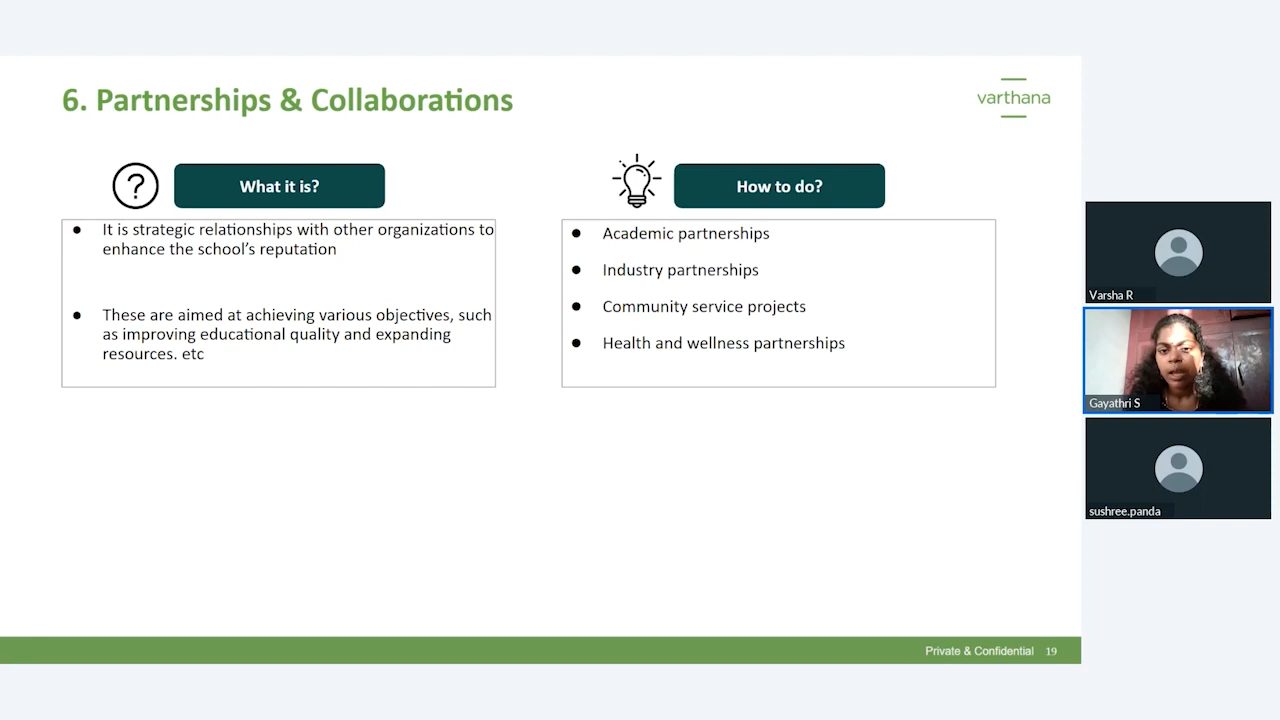 6. Partnerships & Collaborations
varthana
What it is?
● It is strategic relationships with other organizations to
enhance the school's reputation
● These are aimed at achieving various objectives, such
as improving educational quality and expanding
resources. etc
How to do?
● Academic partnerships
● Industry partnerships
● Community service projects
● Health and wellness partnerships
Varsha R
Gayathri S
sushree.panda
Private & Confidential 19